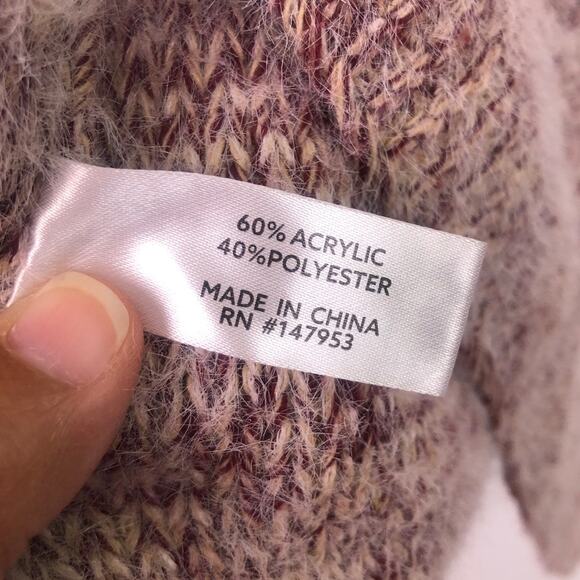 60% ACRYLIC
40%POLYESTER
MADE IN CHINA
RN #147953